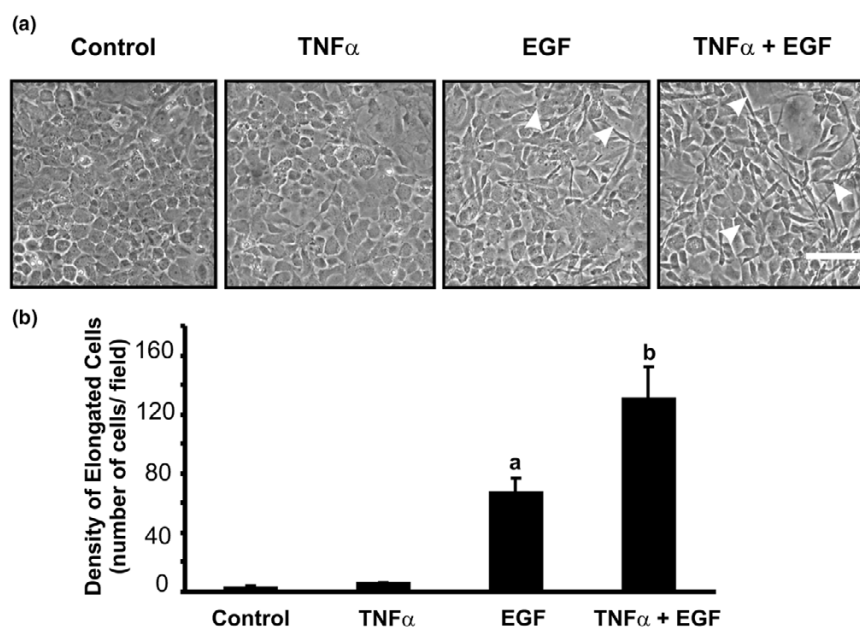 (a)
Control TNFα EGF TNFα + EGF
(b)
Density of Elongated Cells
(number of cells/ field)
160
120
80
40
0
a
b
Control TNFα EGF TNFα + EGF